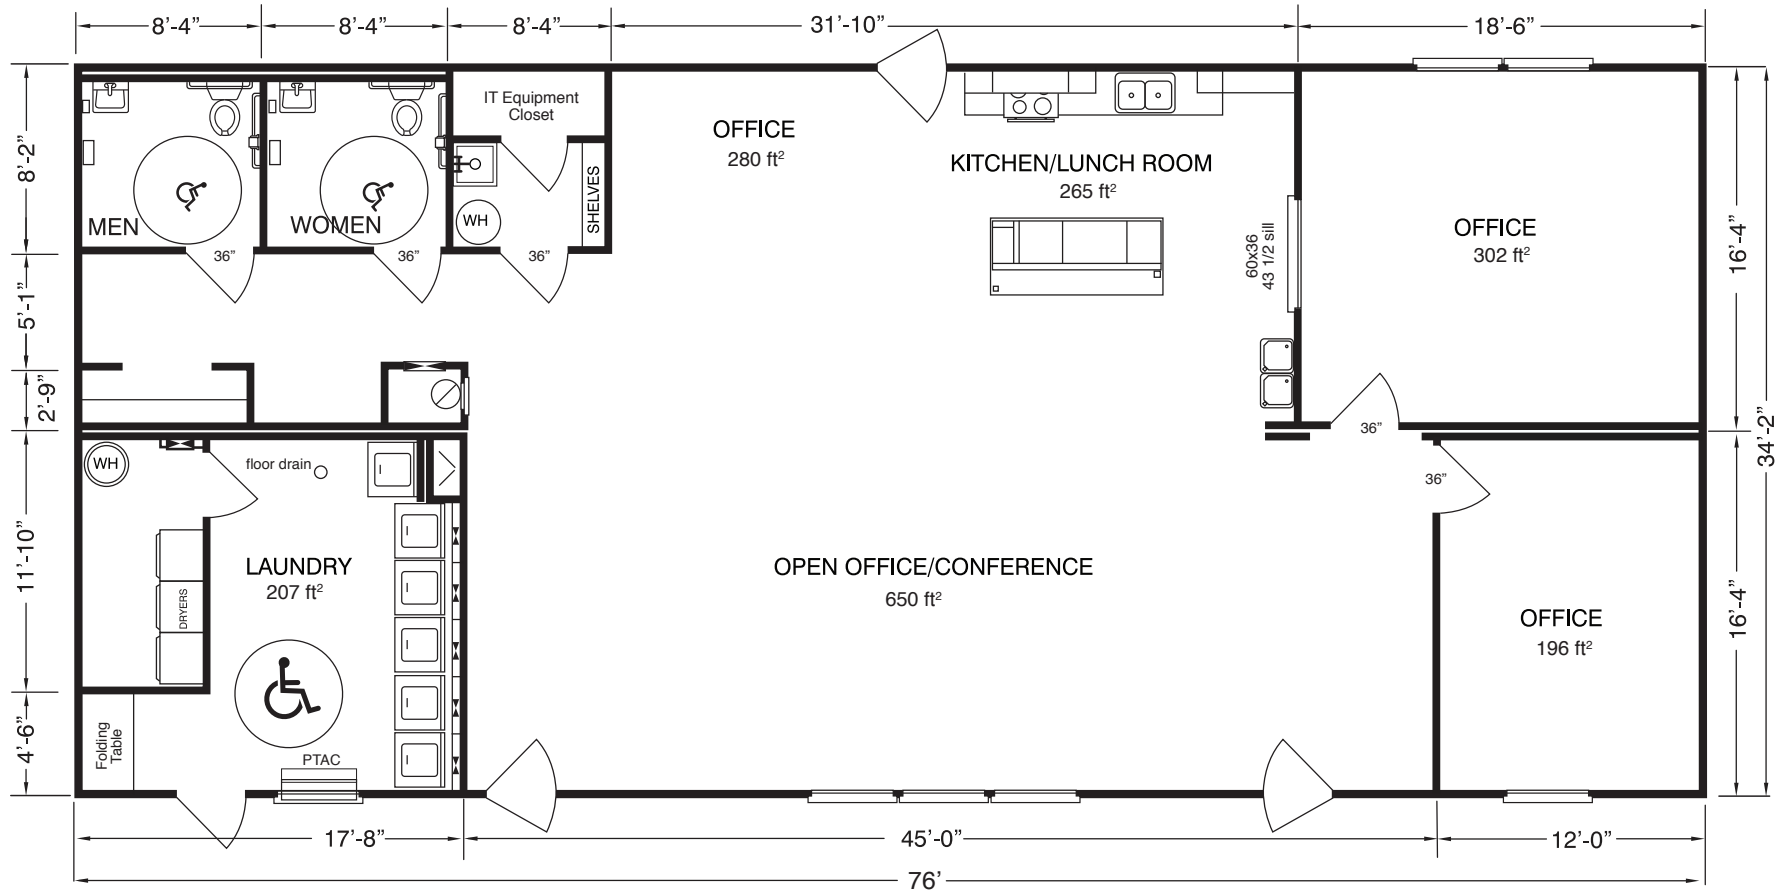 8’-4” 8’-4” 8’-4” 31’-10” 18’-6”
IT Equipment
Closet
OFFICE
280 ft²
KITCHEN/LUNCH ROOM
265 ft²
OFFICE
302 ft²
MEN
WOMEN
WH
SHELVES
36”
36”
36”
60x36
43 1/2 sill
8’-2”
5’-1”
2’-9”
11’-10”
4’-6”
16’-4”
34’-2”
16’-4”
36”
36”
WH
floor drain
LAUNDRY
207 ft²
DRYERS
OPEN OFFICE/CONFERENCE
650 ft²
OFFICE
196 ft²
Folding
Table
PTAC
17’-8” 45’-0” 12’-0”
76’